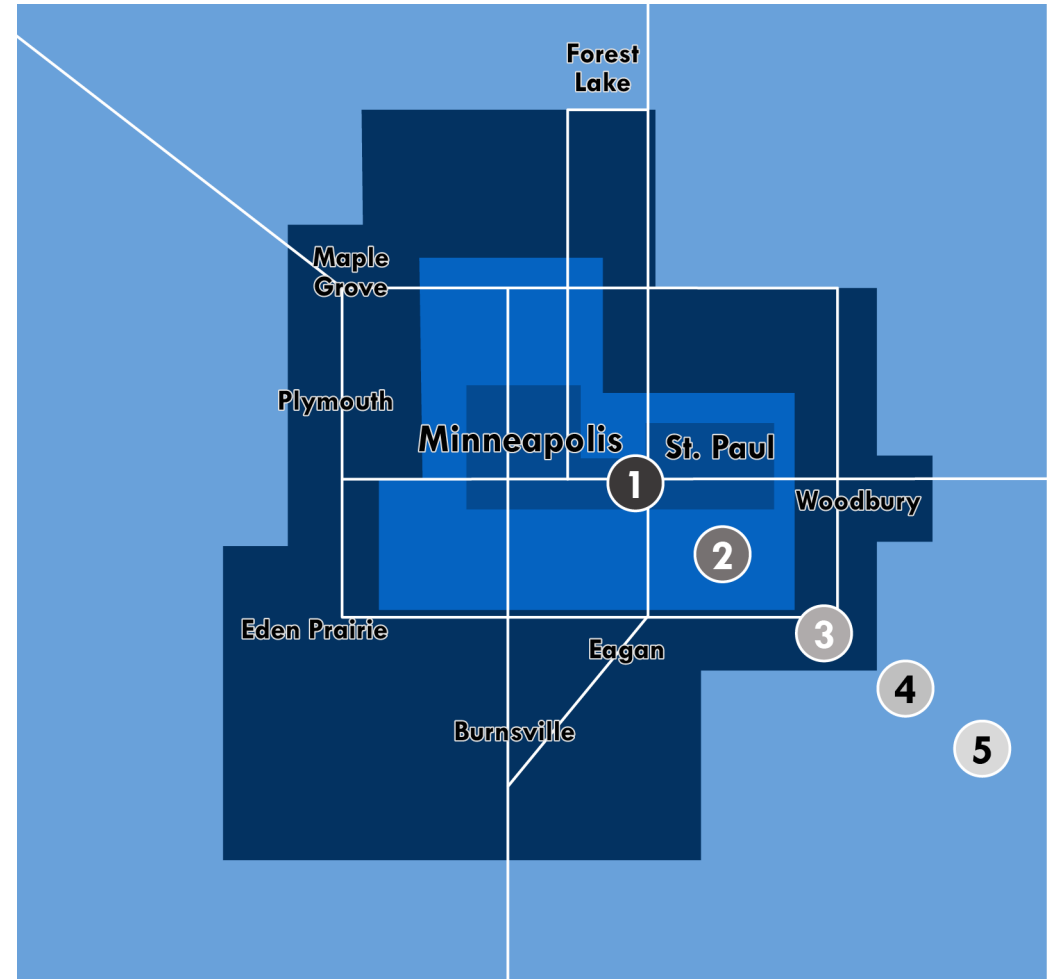 Forest
Lake
Maple
Grove
Plymouth
Minneapolis
St. Paul
1
Woodbury
2
Eden Prairie
3
Eagan
4
Burnsville
5